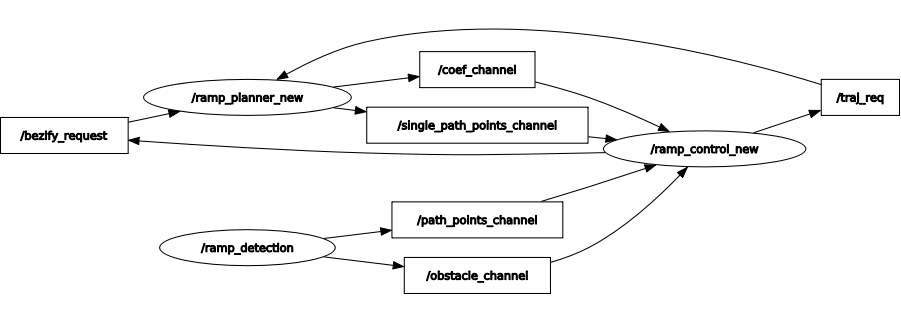 /coef_channel
/ramp_planner_new
/traj_req
/single_path_points_channel
/bezify_request
/ramp_control_new
/path_points_channel
/ramp_detection
/obstacle_channel